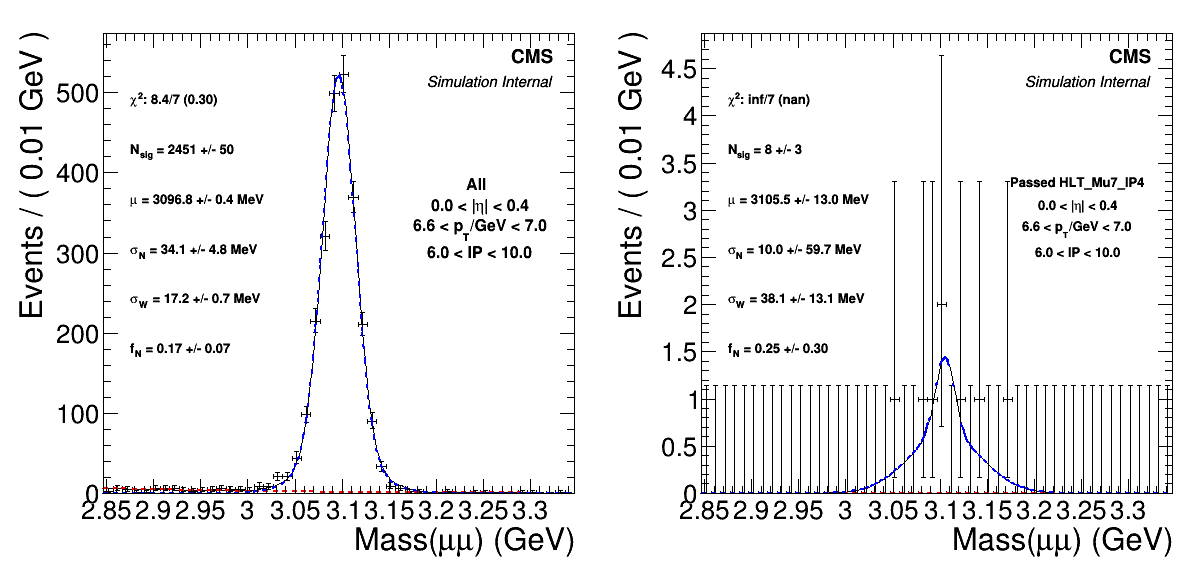 CMS
Simulation Internal
χ²: 8.4/7 (0.30)
N_sig = 2451 +/- 50
μ = 3096.8 +/- 0.4 MeV
σ_N = 34.1 +/- 4.8 MeV
σ_W = 17.2 +/- 0.7 MeV
f_N = 0.17 +/- 0.07
All
0.0 < |η| < 0.4
6.6 < p_T/GeV < 7.0
6.0 < IP < 10.0
Events / ( 0.01 GeV )
500
400
300
200
100
0
2.85 2.9 2.95 3 3.05 3.1 3.15 3.2 3.25 3.3
Mass(μμ) (GeV)
CMS
Simulation Internal
χ²: inf/7 (nan)
N_sig = 8 +/- 3
μ = 3105.5 +/- 13.0 MeV
σ_N = 10.0 +/- 59.7 MeV
σ_W = 38.1 +/- 13.1 MeV
f_N = 0.25 +/- 0.30
Passed HLT_Mu7_IP4
0.0 < |η| < 0.4
6.6 < p_T/GeV < 7.0
6.0 < IP < 10.0
Events / ( 0.01 GeV )
4.5
4
3.5
3
2.5
2
1.5
1
0.5
0
2.85 2.9 2.95 3 3.05 3.1 3.15 3.2 3.25 3.3
Mass(μμ) (GeV)